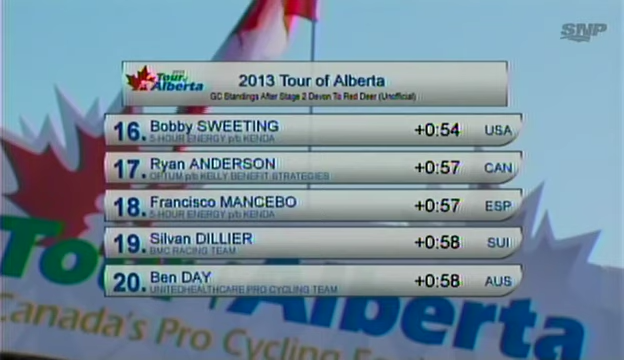 SNP
Tour of
Alberta
2013 Tour of Alberta
GC Standings After Stage 2 Devon To Red Deer (Unofficial)
16. Bobby SWEETING +0:54 USA
5-HOUR ENERGY p/b KENDA
17. Ryan ANDERSON +0:57 CAN
OPTUM p/b KELLY BENEFIT STRATEGIES
18. Francisco MANCEBO +0:57 ESP
5-HOUR ENERGY p/b KENDA
19. Silvan DILLIER +0:58 SUI
BMC RACING TEAM
20. Ben DAY +0:58 AUS
UNITEDHEALTHCARE PRO CYCLING TEAM
Tour of
Alberta
Canada's Pro Cycling